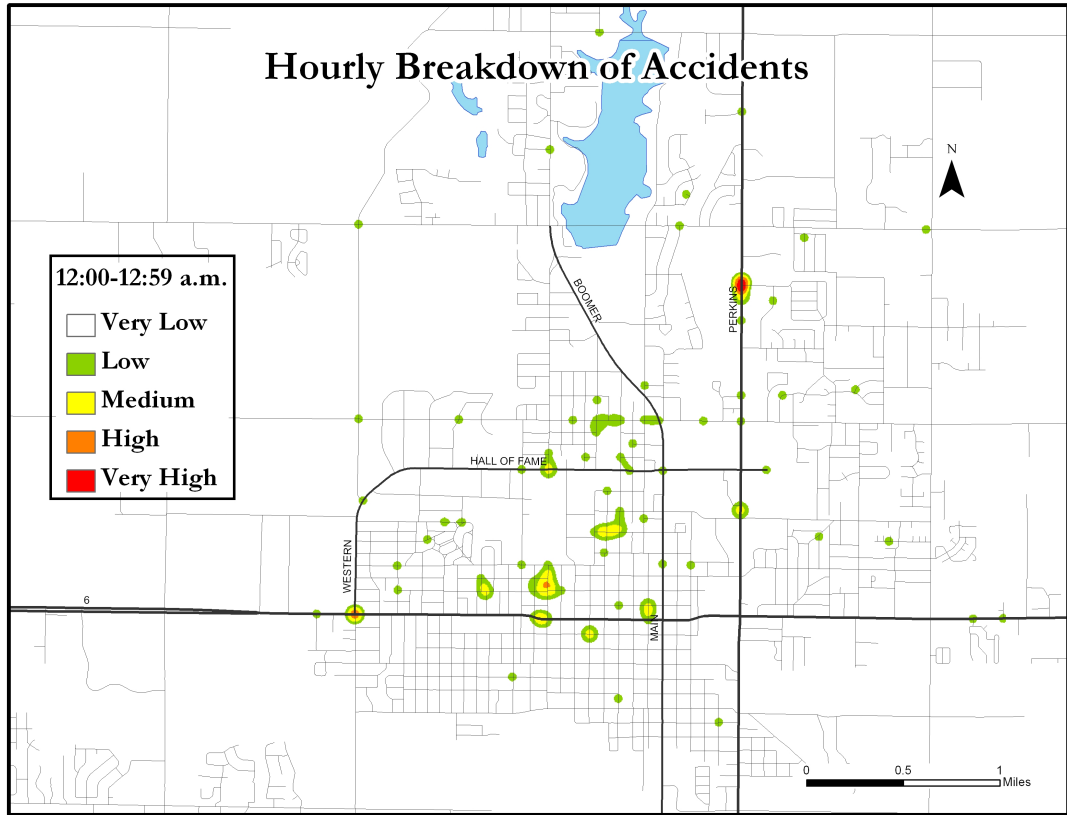 Hourly Breakdown of Accidents
N
12:00-12:59 a.m.
Very Low
Low
Medium
High
Very High
BOOMER
PERKINS
HALL OF FAME
WESTERN
6
MAIN
0 0.5 1
Miles